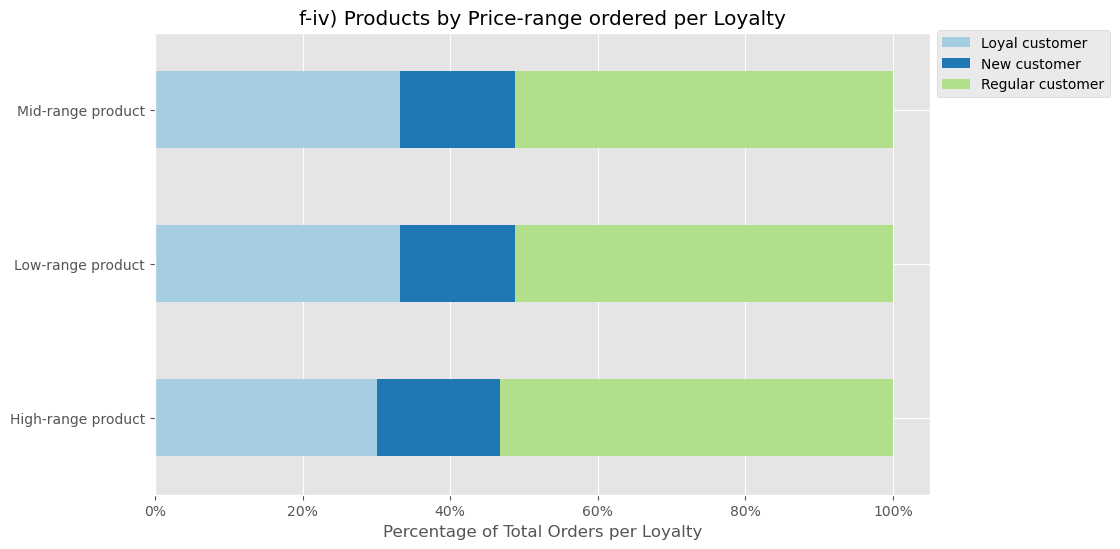 f-iv) Products by Price-range ordered per Loyalty
Loyal customer
New customer
Regular customer
Mid-range product
Low-range product
High-range product
0% 20% 40% 60% 80% 100%
Percentage of Total Orders per Loyalty